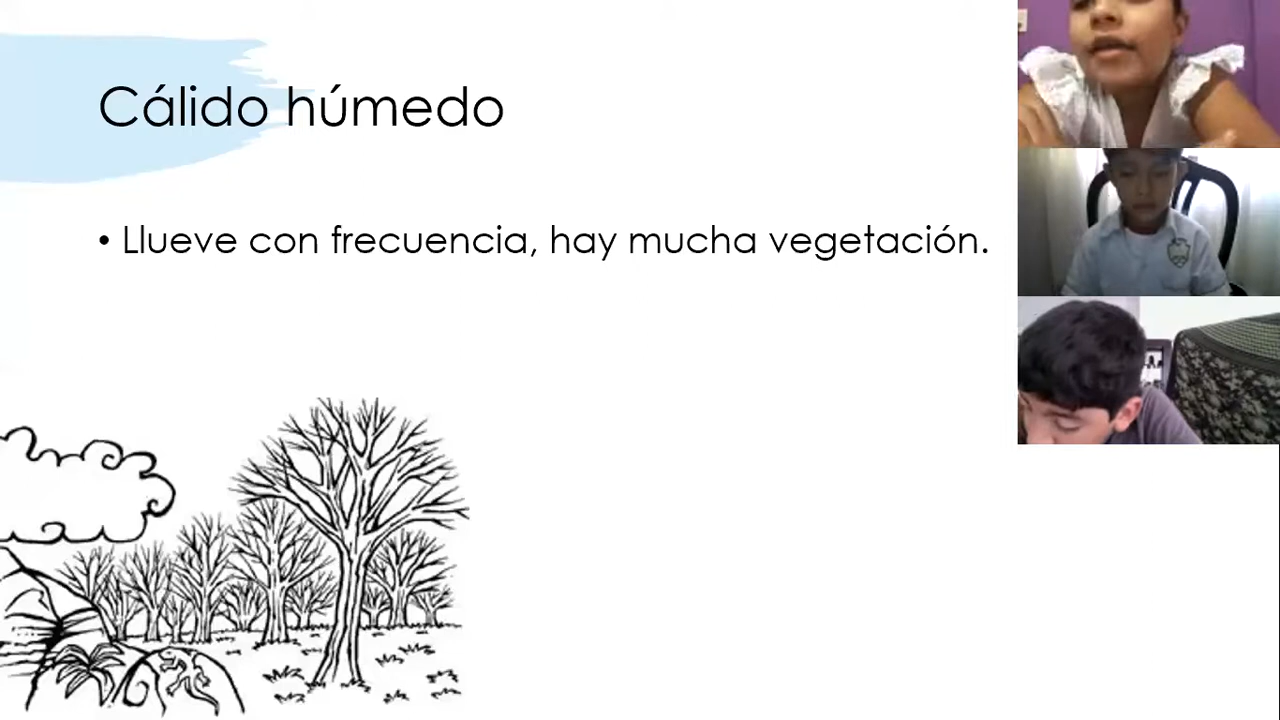 Cálido húmedo
• Llueve con frecuencia, hay mucha vegetación.